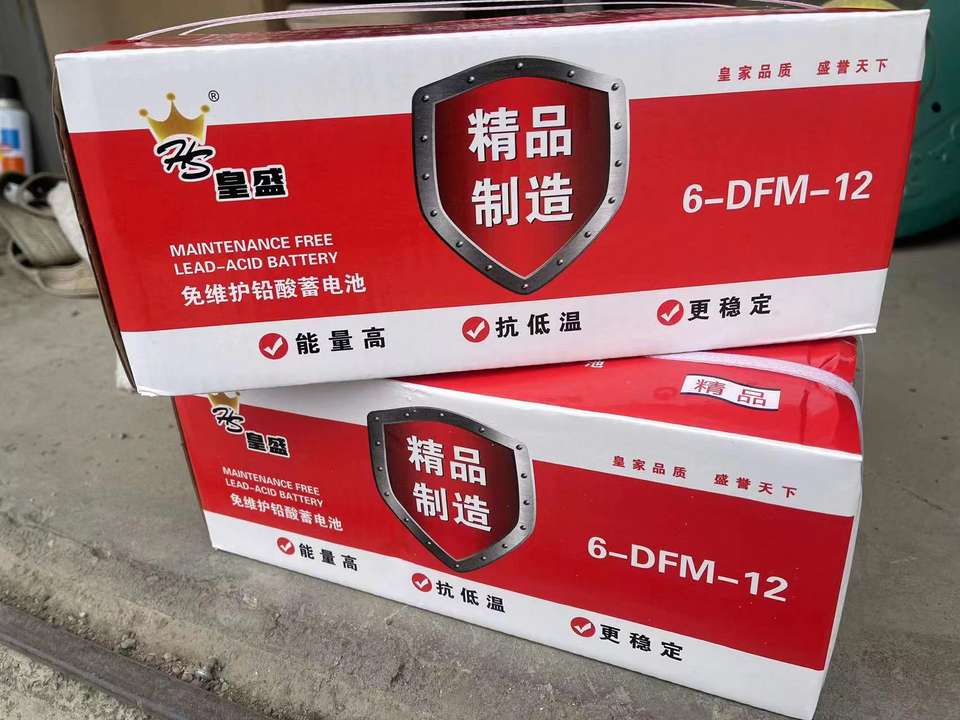 皇家品质 盛誉天下
®
HS
皇盛
精品
制造
6-DFM-12
MAINTENANCE FREE
LEAD-ACID BATTERY
免维护铅酸蓄电池
能量高
抗低温
更稳定
池
精品
HS
皇盛
精品
制造
皇家品质 盛誉天下
MAINTENANCE FREE
LEAD-ACID BATTERY
免维护铅酸蓄电池
6-DFM-12
能量高
抗低温
更稳定